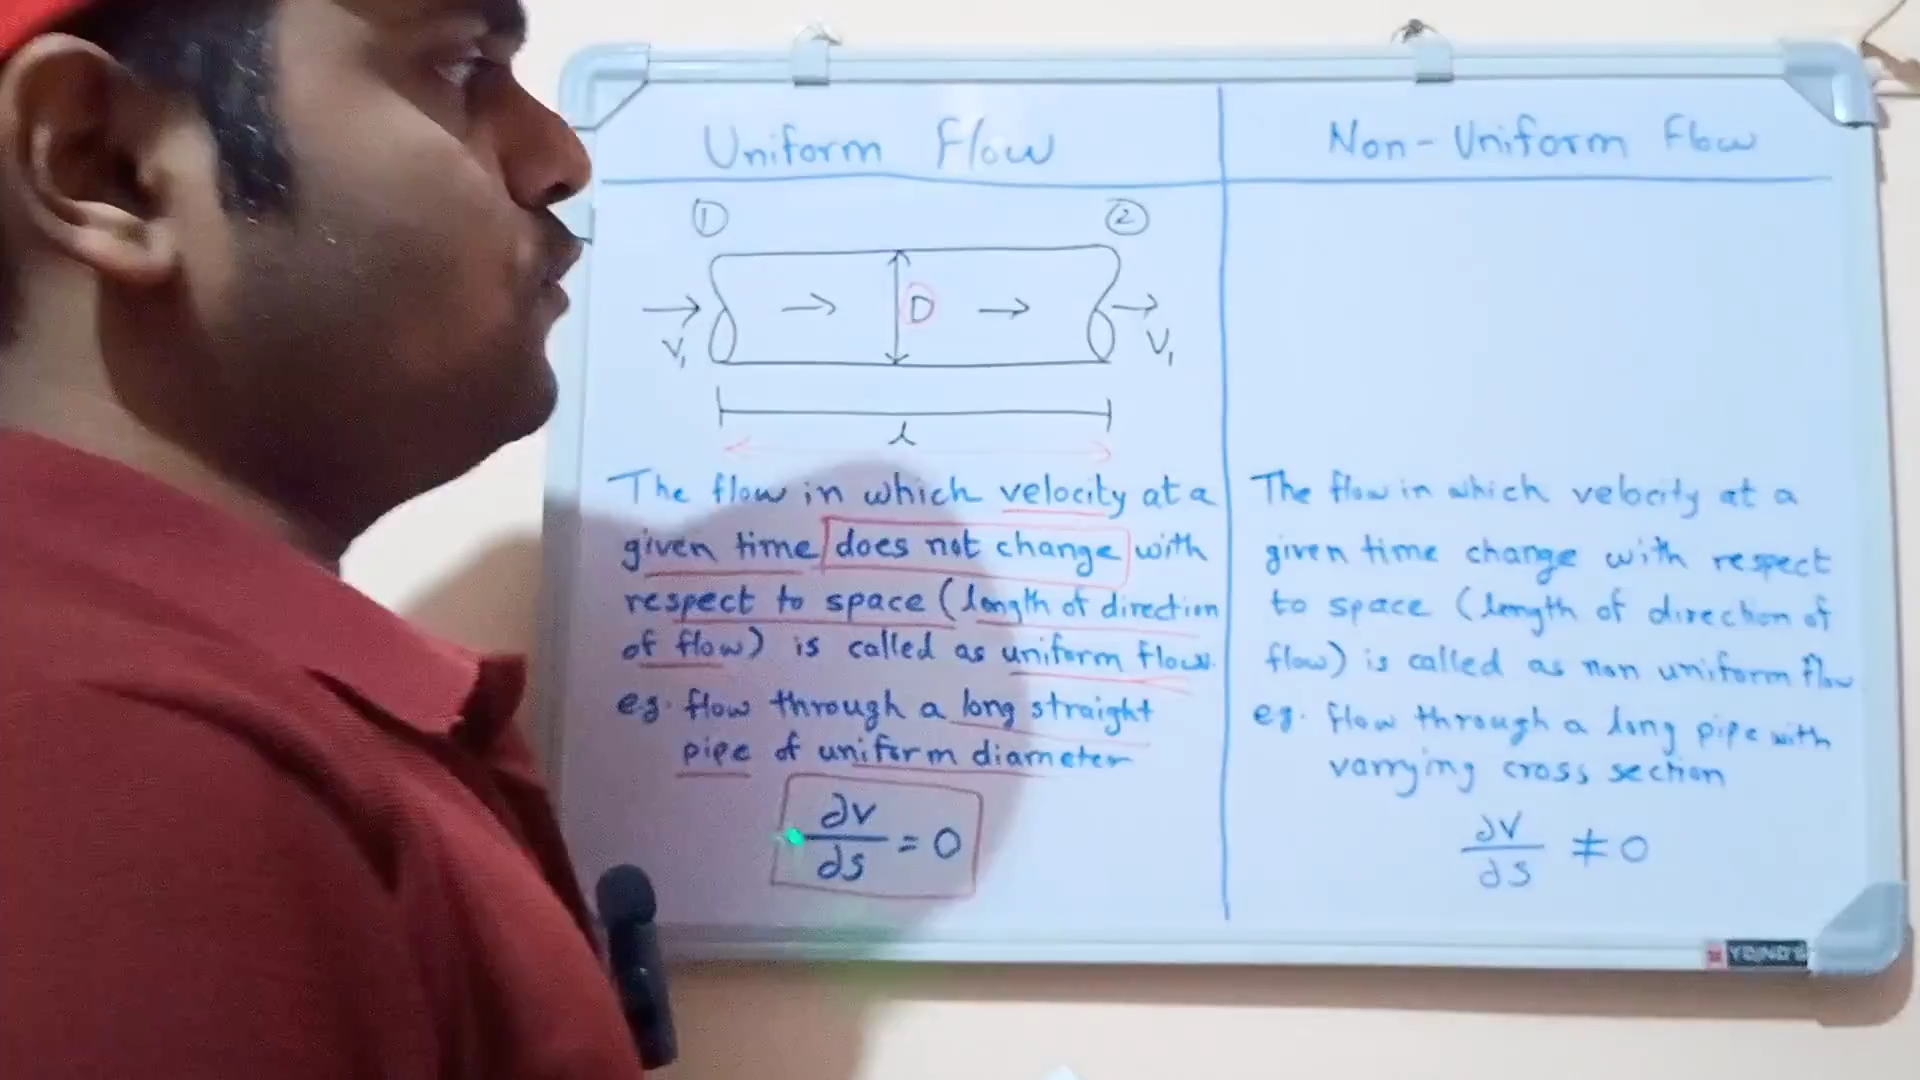 Uniform Flow
① ②
D
V₁ V₁
l
The flow in which velocity at a
given time does not change with
respect to space (length of direction
of flow) is called as uniform flow.
eg. flow through a long straight
pipe of uniform diameter
∂v
∂s = 0
Non-Uniform Flow
The flow in which velocity at a
given time change with respect
to space (length of direction of
flow) is called as non uniform flow
eg. flow through a long pipe with
varrying cross section
∂V
∂s ≠ 0